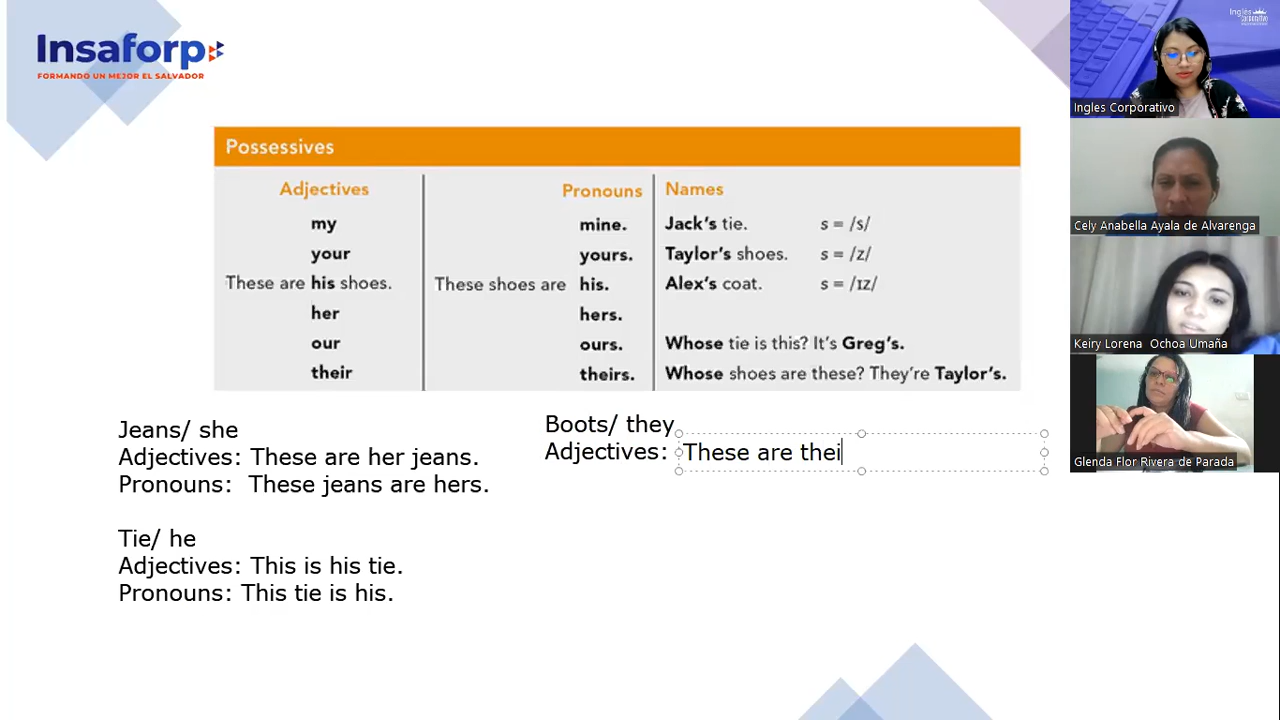 Insaforp
FORMANDO UN MEJOR EL SALVADOR
Possessives
Adjectives
my
your
These are his shoes.
her
our
their
Pronouns
mine.
yours.
These shoes are his.
hers.
ours.
theirs.
Names
Jack's tie. s = /s/
Taylor's shoes. s = /z/
Alex's coat. s = /ɪz/
Whose tie is this? It's Greg's.
Whose shoes are these? They're Taylor's.
Jeans/ she
Adjectives: These are her jeans.
Pronouns: These jeans are hers.
Tie/ he
Adjectives: This is his tie.
Pronouns: This tie is his.
Boots/ they
Adjectives: These are thei
Inglés
Corporativo
Ingles Corporativo
Cely Anabella Ayala de Alvarenga
Keiry Lorena Ochoa Umaña
Glenda Flor Rivera de Parada